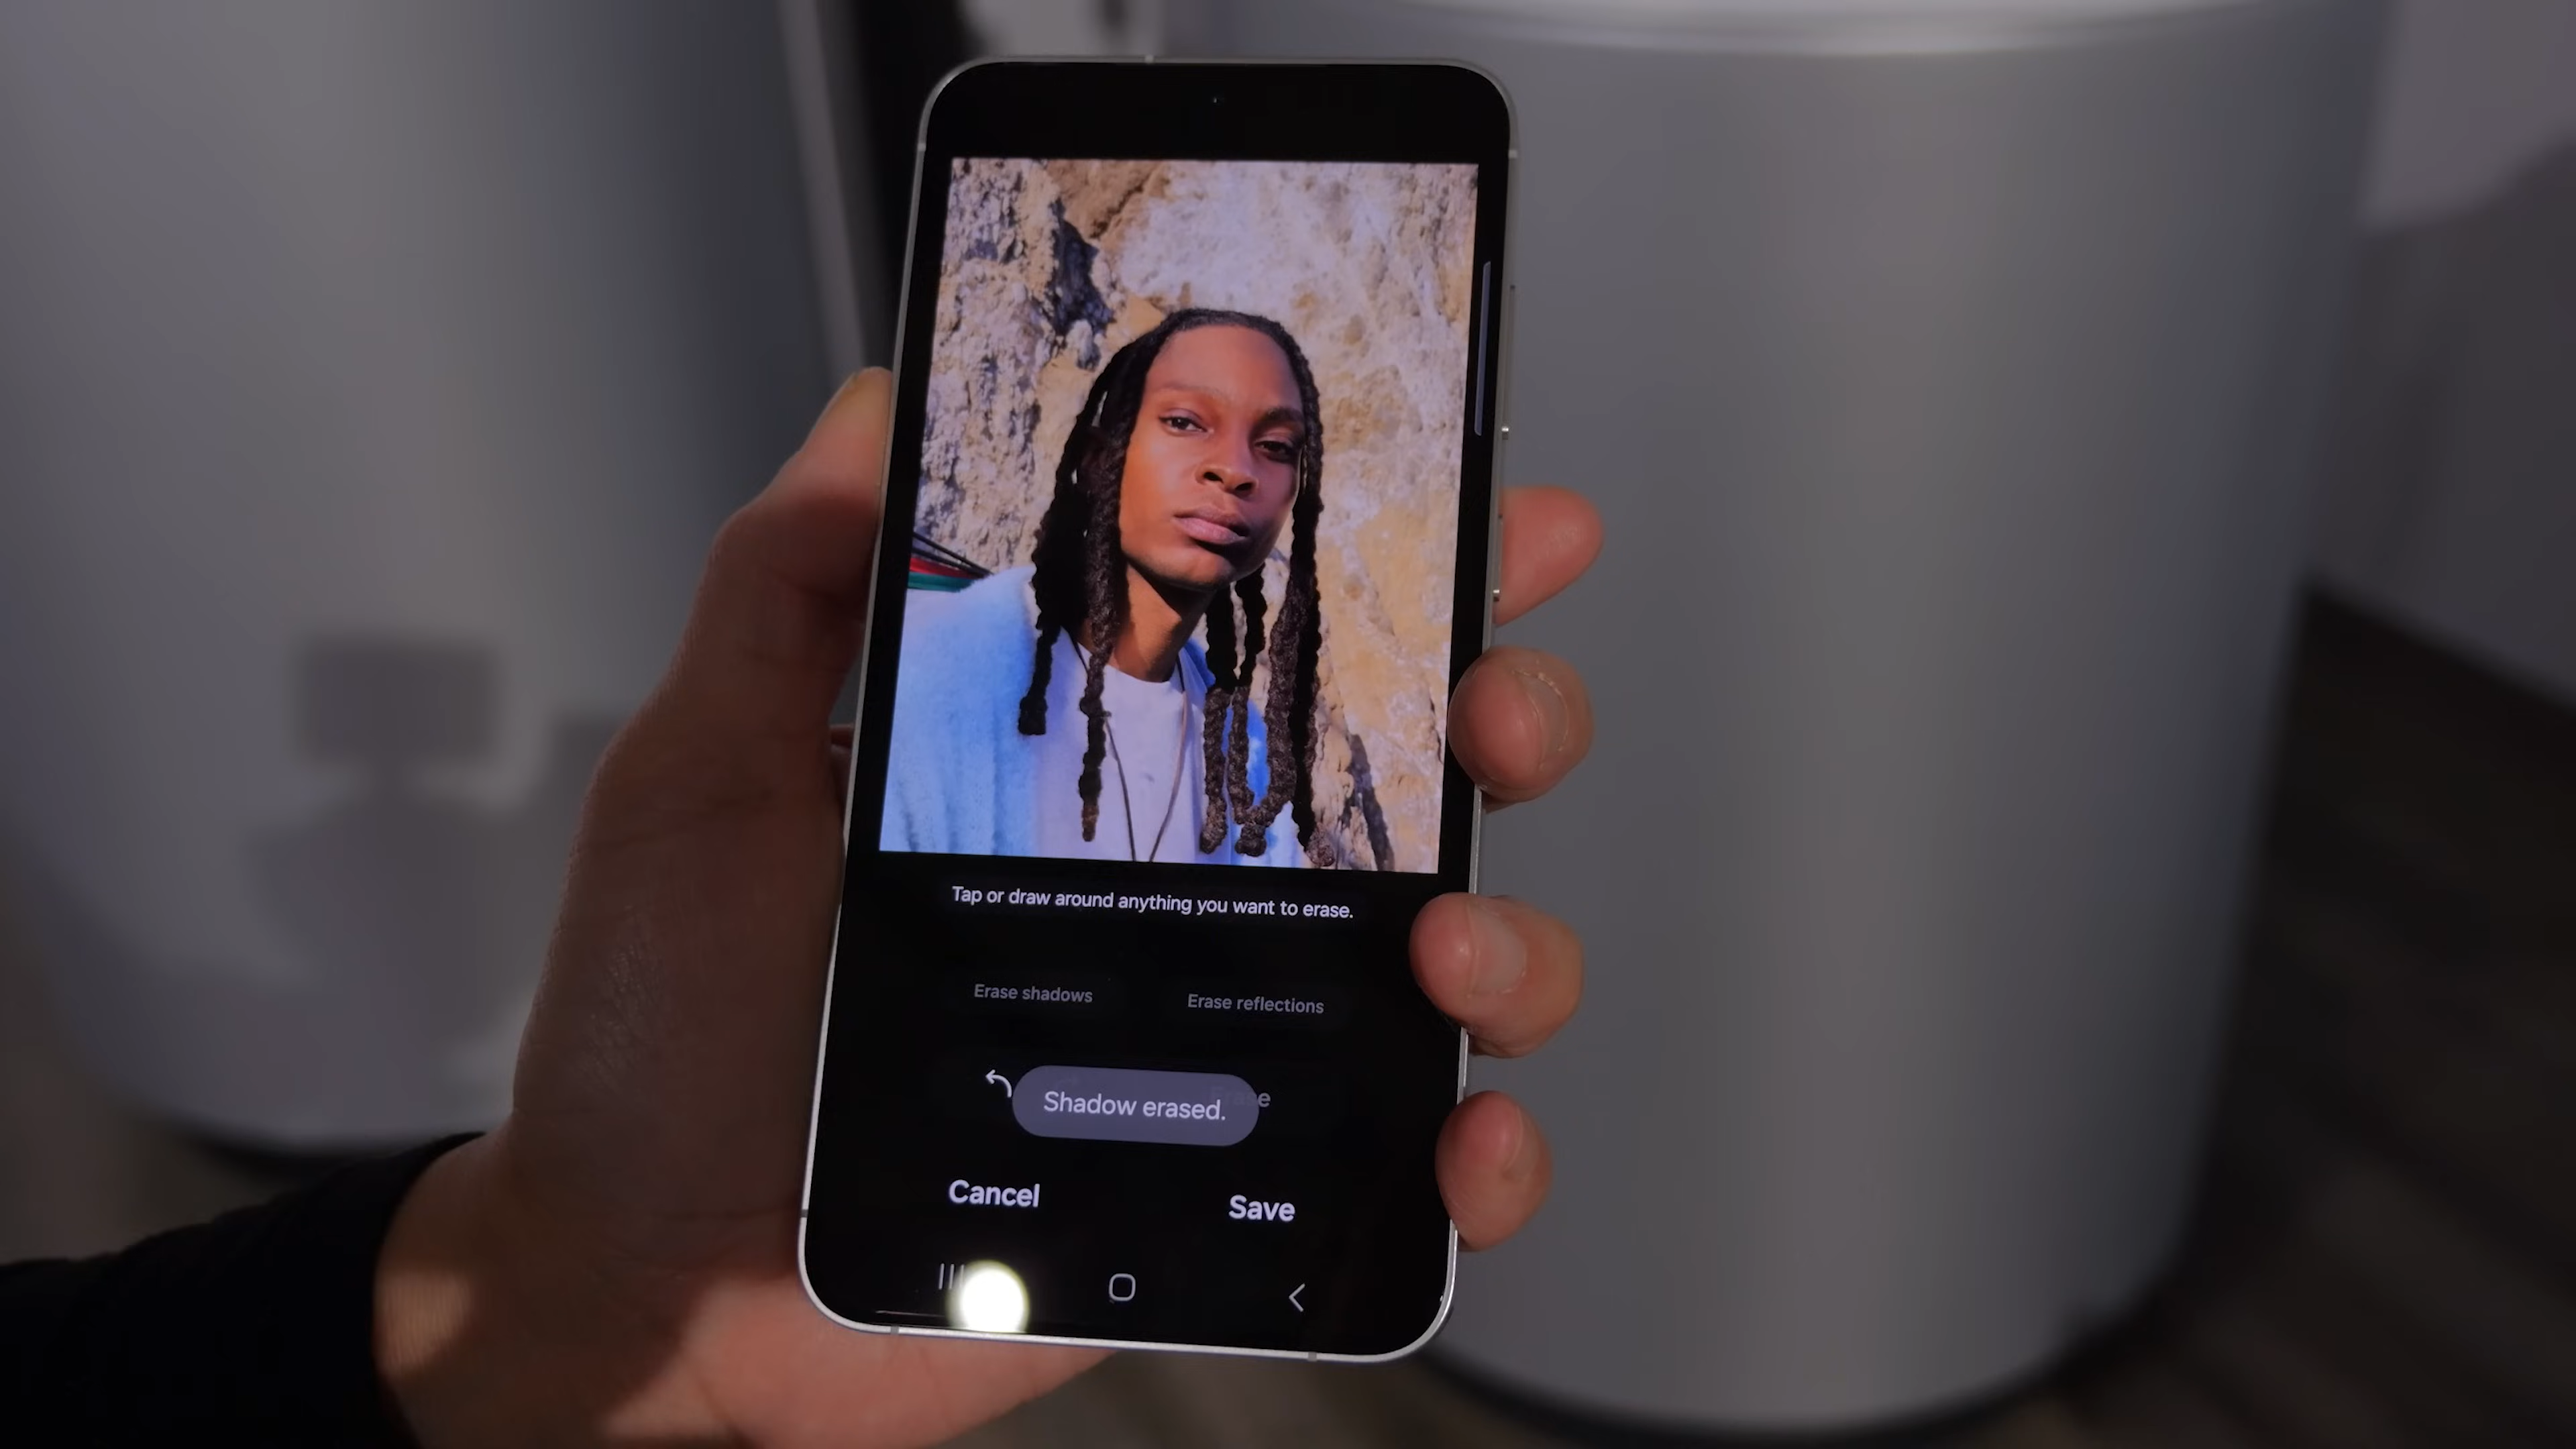 Tap or draw around anything you want to erase.
Erase shadows
Erase reflections
Shadow erased.
Cancel
Save